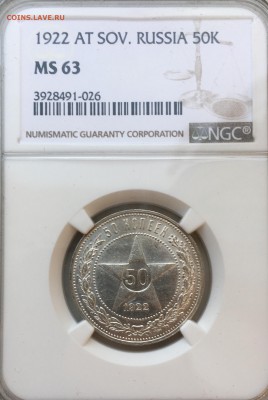 COINS.LAVE.RU
1922 AT SOV. RUSSIA 50K
MS 63
3928491-026
NUMISMATIC GUARANTY CORPORATION
NGC®
50 КОПЕЕК
50
1922